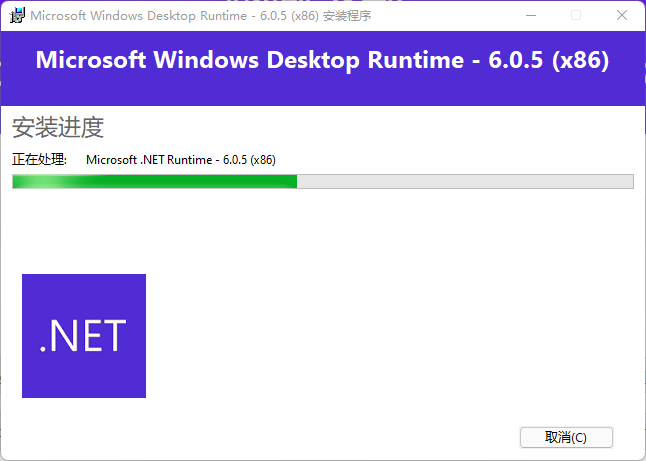 Microsoft Windows Desktop Runtime - 6.0.5 (x86) 安装程序
Microsoft Windows Desktop Runtime - 6.0.5 (x86)
安装进度
正在处理: Microsoft .NET Runtime - 6.0.5 (x86)
.NET
取消(C)